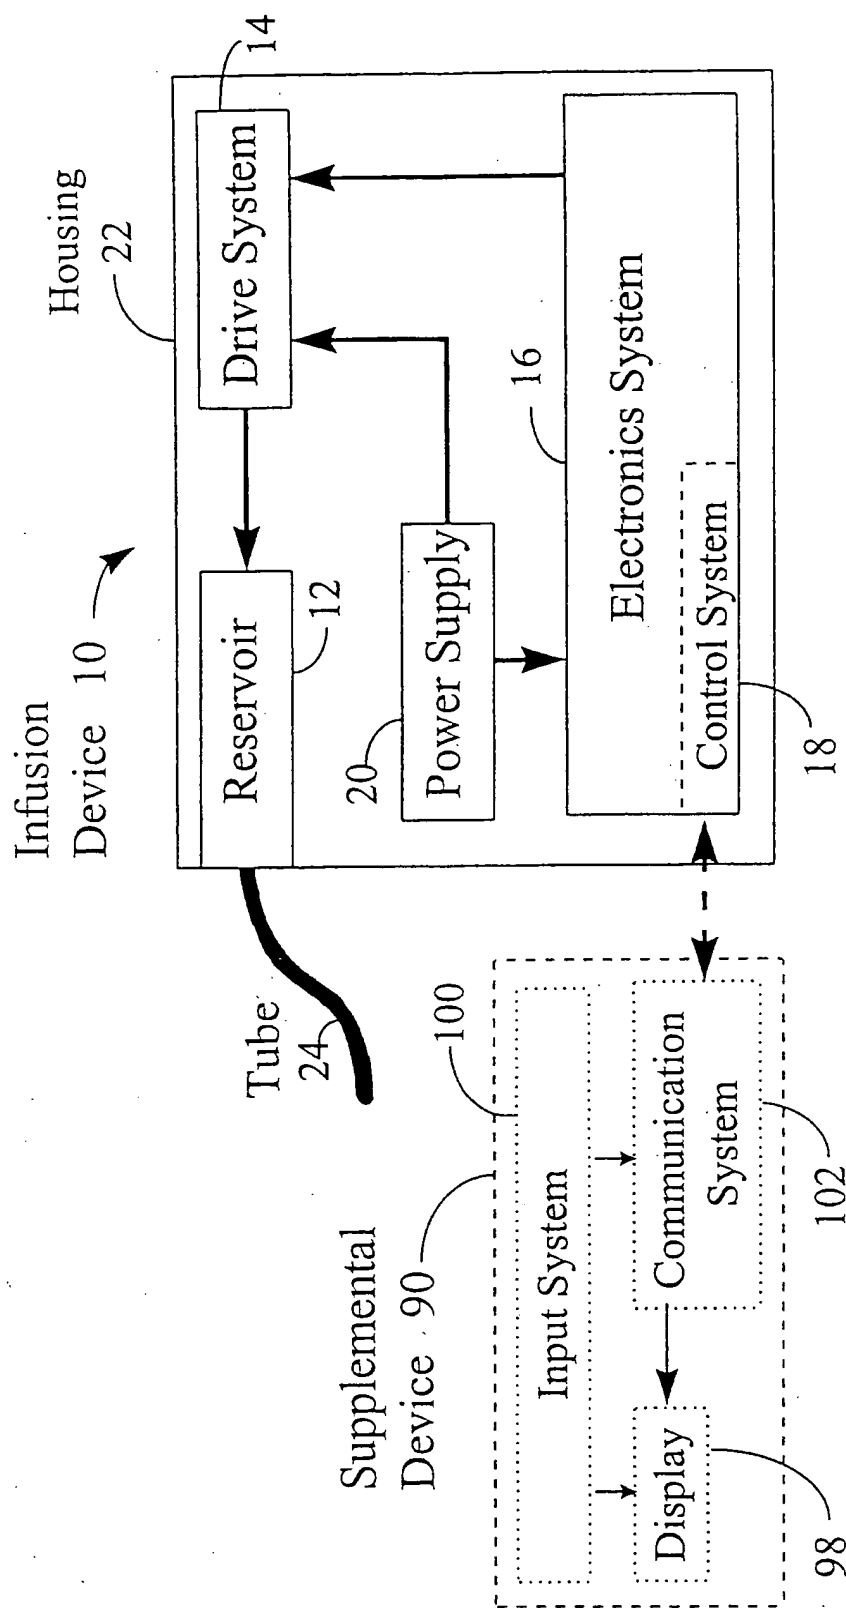 Infusion
Device 10
Housing
22
14
Drive System
Reservoir
12
Tube
24
20
Power Supply
16
Electronics System
Control System
18
Supplemental
Device 90
100
Input System
Communication
System
102
Display
98